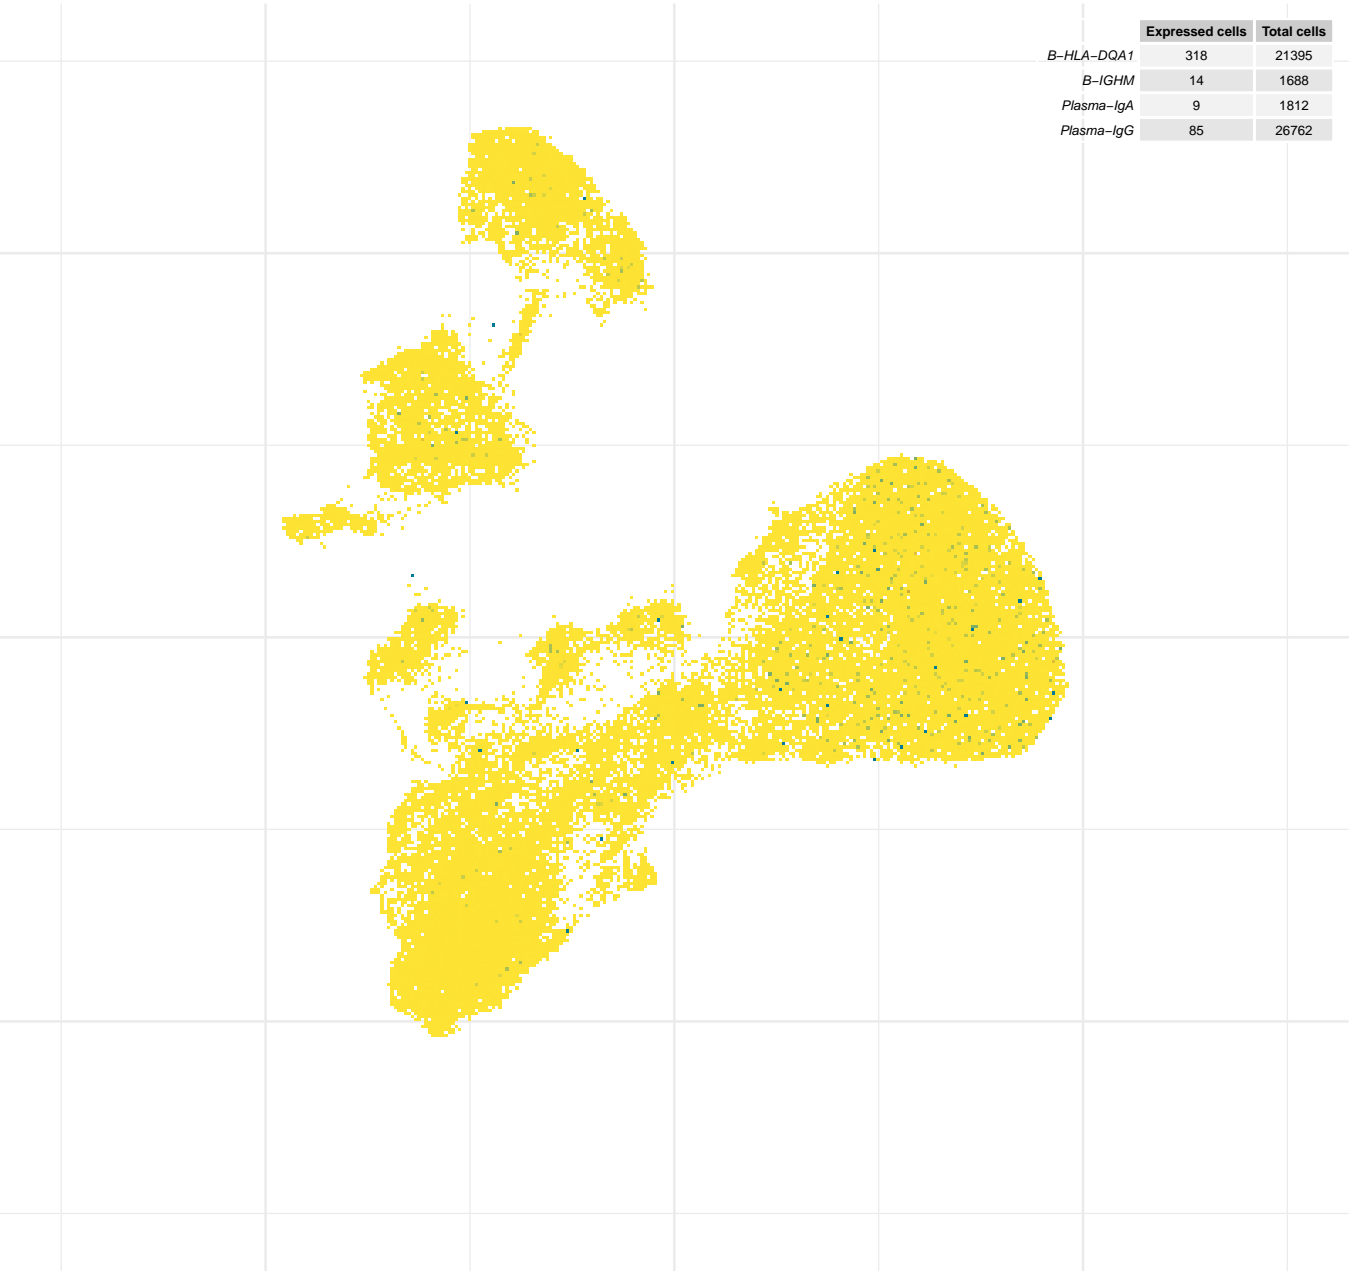 Expressed cells Total cells
B−HLA−DQA1 318 21395
B−IGHM 14 1688
Plasma−IgA 9 1812
Plasma−IgG 85 26762